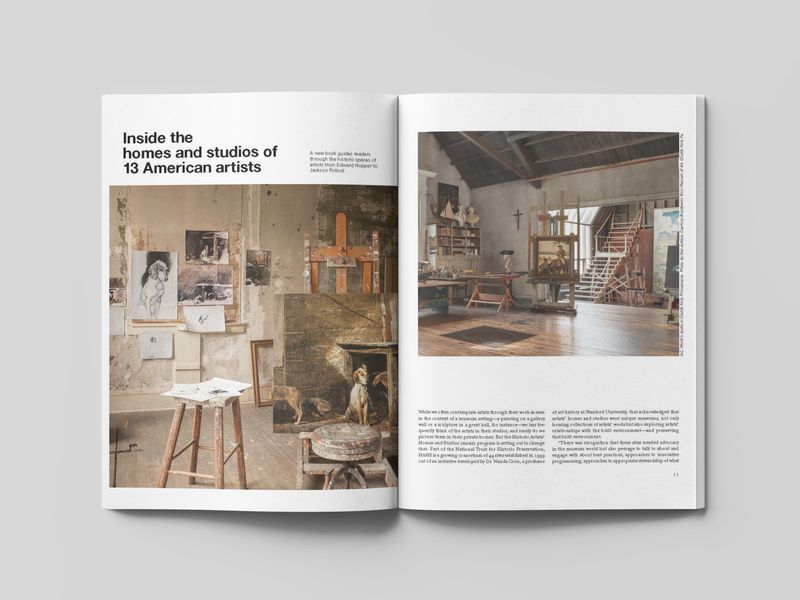 Inside the
homes and studios of
13 American artists
A new book guides readers
through the historic spaces of
artists from Edward Hopper to
Jackson Pollock
While we often contemplate artists through their work as seen
in the context of a museum setting—a painting on a gallery
wall or a sculpture in a great hall, for instance—we less fre-
quently think of the artists in their studios, and rarely do we
picture them in their private homes. But the Historic Artists'
Homes and Studios (HAHS) program is setting out to change
that. Part of the National Trust for Historic Preservation,
HAHS is a growing consortium of 44 sites established in 1999
out of an initiative developed by Dr. Wanda Corn, a professor
of art history at Stanford University, that acknowledged that
artists' homes and studios were unique museums, not only
housing collections of artists' works but also exploring artists'
relationships with the built environment—and preserving
that built environment.
"There was recognition that these sites needed advocacy
in the museum world but also peerage to talk to about and
engage with about best practices, approaches to innovative
programming, approaches to appropriate stewardship of what
11